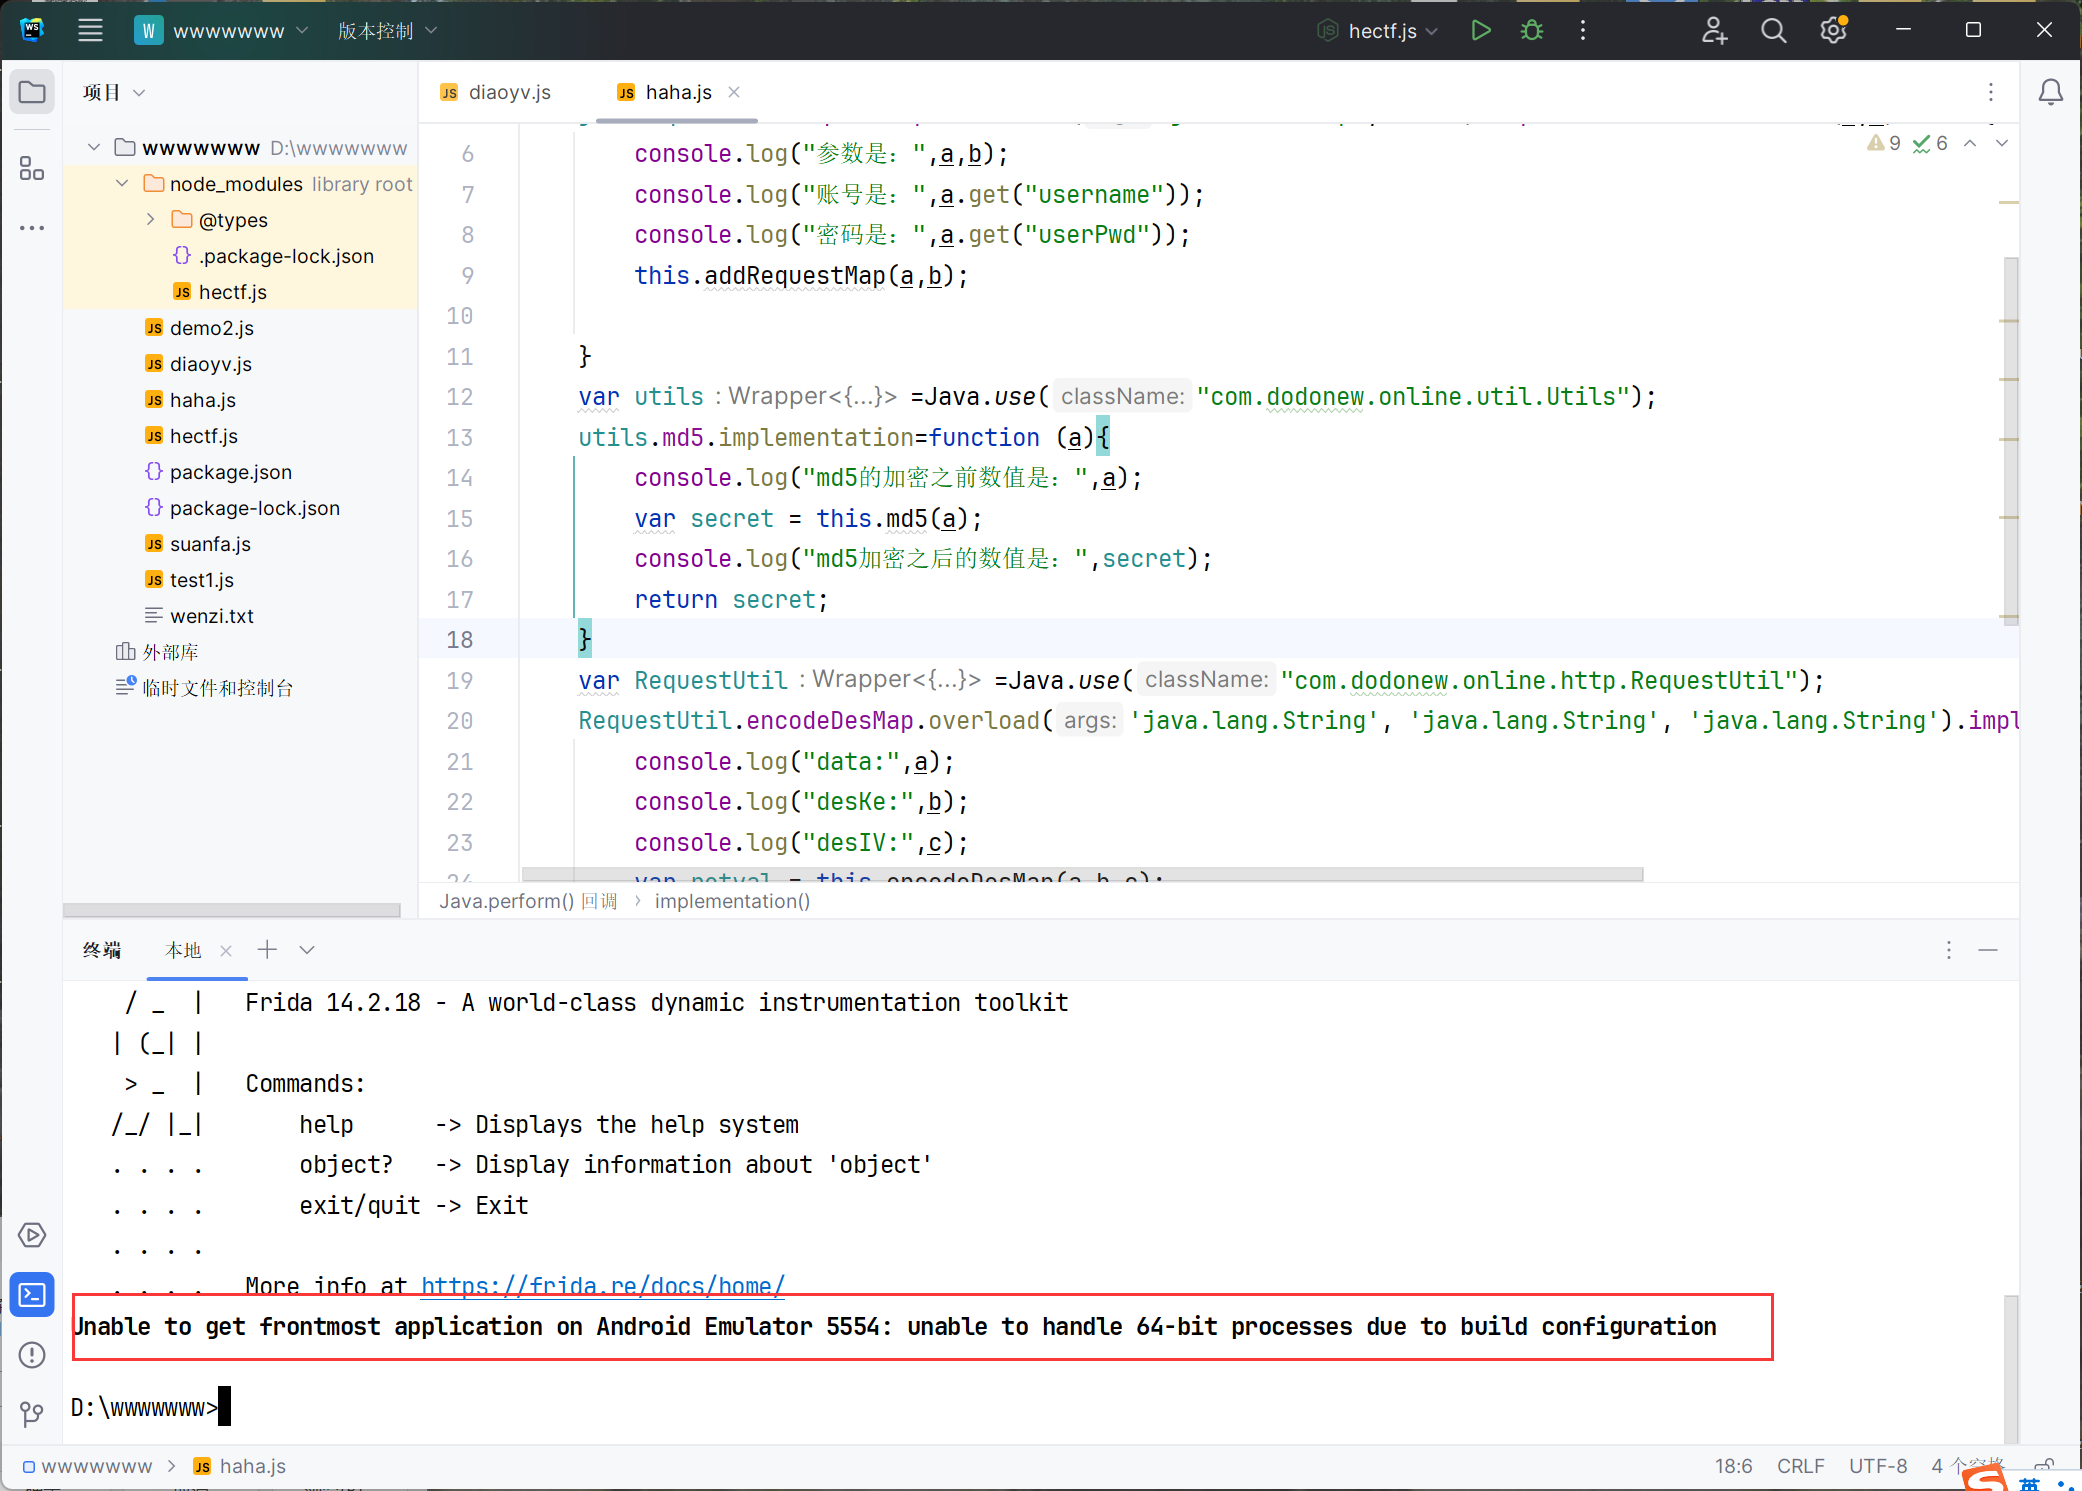 WS
W wwwwwww
版本控制
hectf.js
项目
diaoyv.js
haha.js
wwwwwww D:\wwwwwww
node_modules library root
@types
.package-lock.json
hectf.js
demo2.js
diaoyv.js
haha.js
hectf.js
package.json
package-lock.json
suanfa.js
test1.js
wenzi.txt
外部库
临时文件和控制台
9 6
6 console.log("参数是：",a,b);
7 console.log("账号是：",a.get("username"));
8 console.log("密码是：",a.get("userPwd"));
9 this.addRequestMap(a,b);
10
11 }
12 var utils : Wrapper<{...}> =Java.use( className: "com.dodonew.online.util.Utils");
13 utils.md5.implementation=function (a){
14 console.log("md5的加密之前数值是：",a);
15 var secret = this.md5(a);
16 console.log("md5加密之后的数值是：",secret);
17 return secret;
18 }
19 var RequestUtil : Wrapper<{...}> =Java.use( className: "com.dodonew.online.http.RequestUtil");
20 RequestUtil.encodeDesMap.overload( args: 'java.lang.String', 'java.lang.String', 'java.lang.String').impl
21 console.log("data:",a);
22 console.log("desKe:",b);
23 console.log("desIV:",c);
24 var retval = this.encodeDesMap(a,b,c);
Java.perform() 回调 › implementation()
终端 本地
/ _ | Frida 14.2.18 - A world-class dynamic instrumentation toolkit
| (_| |
> _ | Commands:
/_/ |_| help -> Displays the help system
. . . . object? -> Display information about 'object'
. . . . exit/quit -> Exit
. . . .
. . . . More info at https://frida.re/docs/home/
Unable to get frontmost application on Android Emulator 5554: unable to handle 64-bit processes due to build configuration
D:\wwwwwww>
wwwwwww > haha.js
18:6 CRLF UTF-8 4 个空格
英